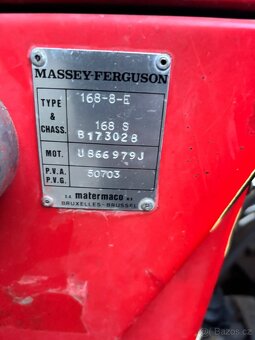 MASSEY-FERGUSON
TYPE & CHASS. 168-8-E
168 S
B173028
MOT. U866979J
P.V.A. P.V.G. 50703
S.A. matermaco N.V.
BRUXELLES-BRUSSEL
© Bazos.cz